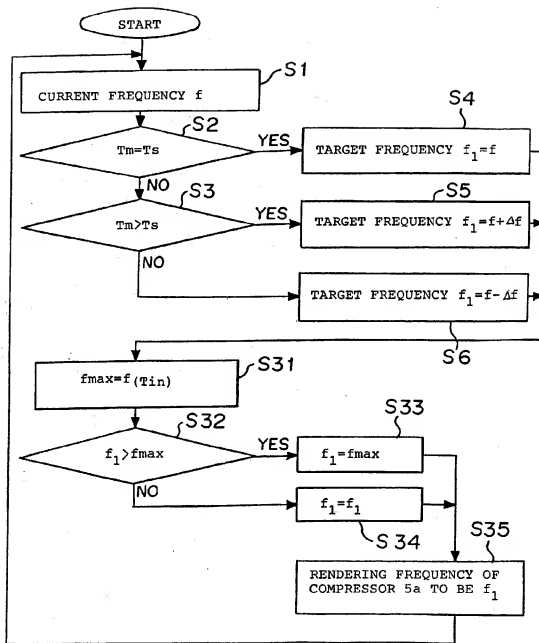 START
S1
CURRENT FREQUENCY f
S2
Tm=Ts
YES
S4
TARGET FREQUENCY f₁=f
NO
S3
Tm>Ts
YES
S5
TARGET FREQUENCY f₁=f+Δf
NO
TARGET FREQUENCY f₁=f-Δf
S6
S31
fmax=f(Tin)
S32
f₁>fmax
YES
S33
f₁=fmax
NO
f₁=f₁
S34
S35
RENDERING FREQUENCY OF
COMPRESSOR 5a TO BE f₁